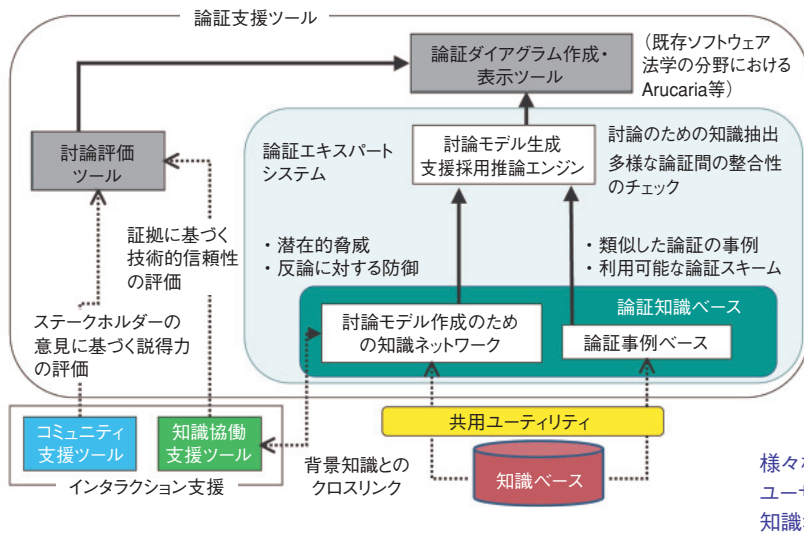 論証支援ツール
論証ダイアグラム作成・
表示ツール
(既存ソフトウェア
法学の分野における
Arucaria等)
討論評価
ツール
論証エキスパート
システム
討論モデル生成
支援採用推論エンジン
討論のための知識抽出
多様な論証間の整合性
のチェック
証拠に基づく
技術的信頼性
の評価
・潜在的脅威
・反論に対する防御
・類似した論証の事例
・利用可能な論証スキーム
ステークホルダーの
意見に基づく説得力
の評価
論証知識ベース
討論モデル作成のため
の知識ネットワーク
論証事例ベース
コミュニティ
支援ツール
知識協働
支援ツール
インタラクション支援
背景知識との
クロスリンク
共用ユーティリティ
知識ベース
様々な
ユーザ
知識